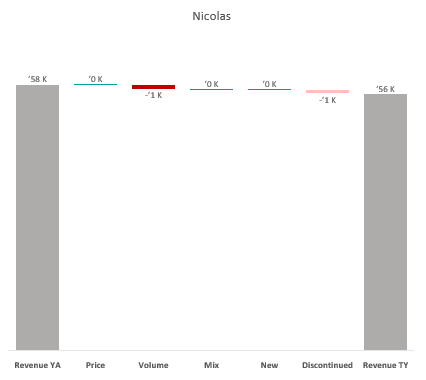 Nicolas
‘58 K
‘0 K
-‘1 K
‘0 K
‘0 K
-‘1 K
‘56 K
Revenue YA Price Volume Mix New Discontinued Revenue TY